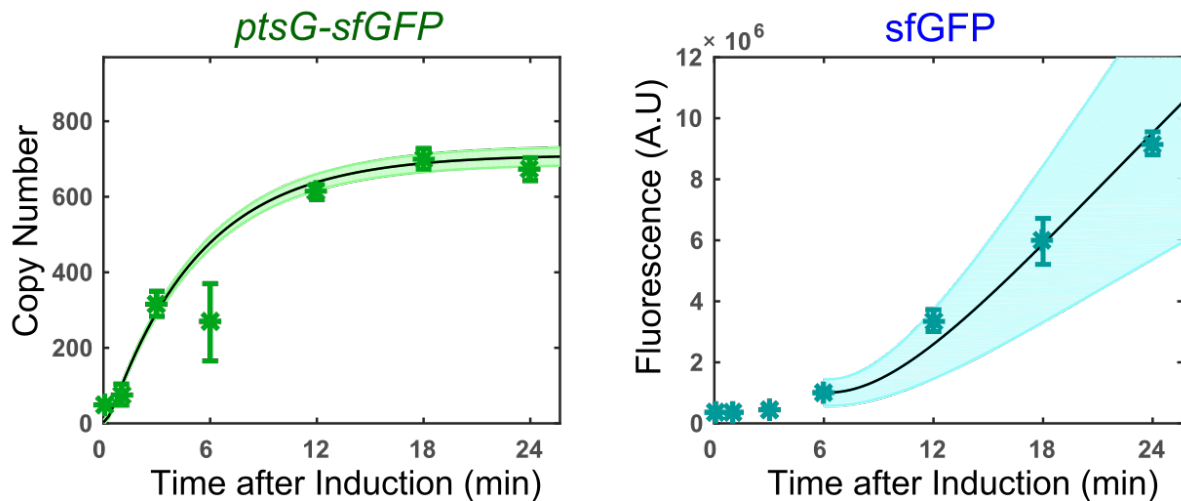 ptsG-sfGFP
Copy Number
800
600
400
200
0
0 6 12 18 24
Time after Induction (min)
sfGFP
× 10^6
Fluorescence (A.U)
12
10
8
6
4
2
0
0 6 12 18 24
Time after Induction (min)